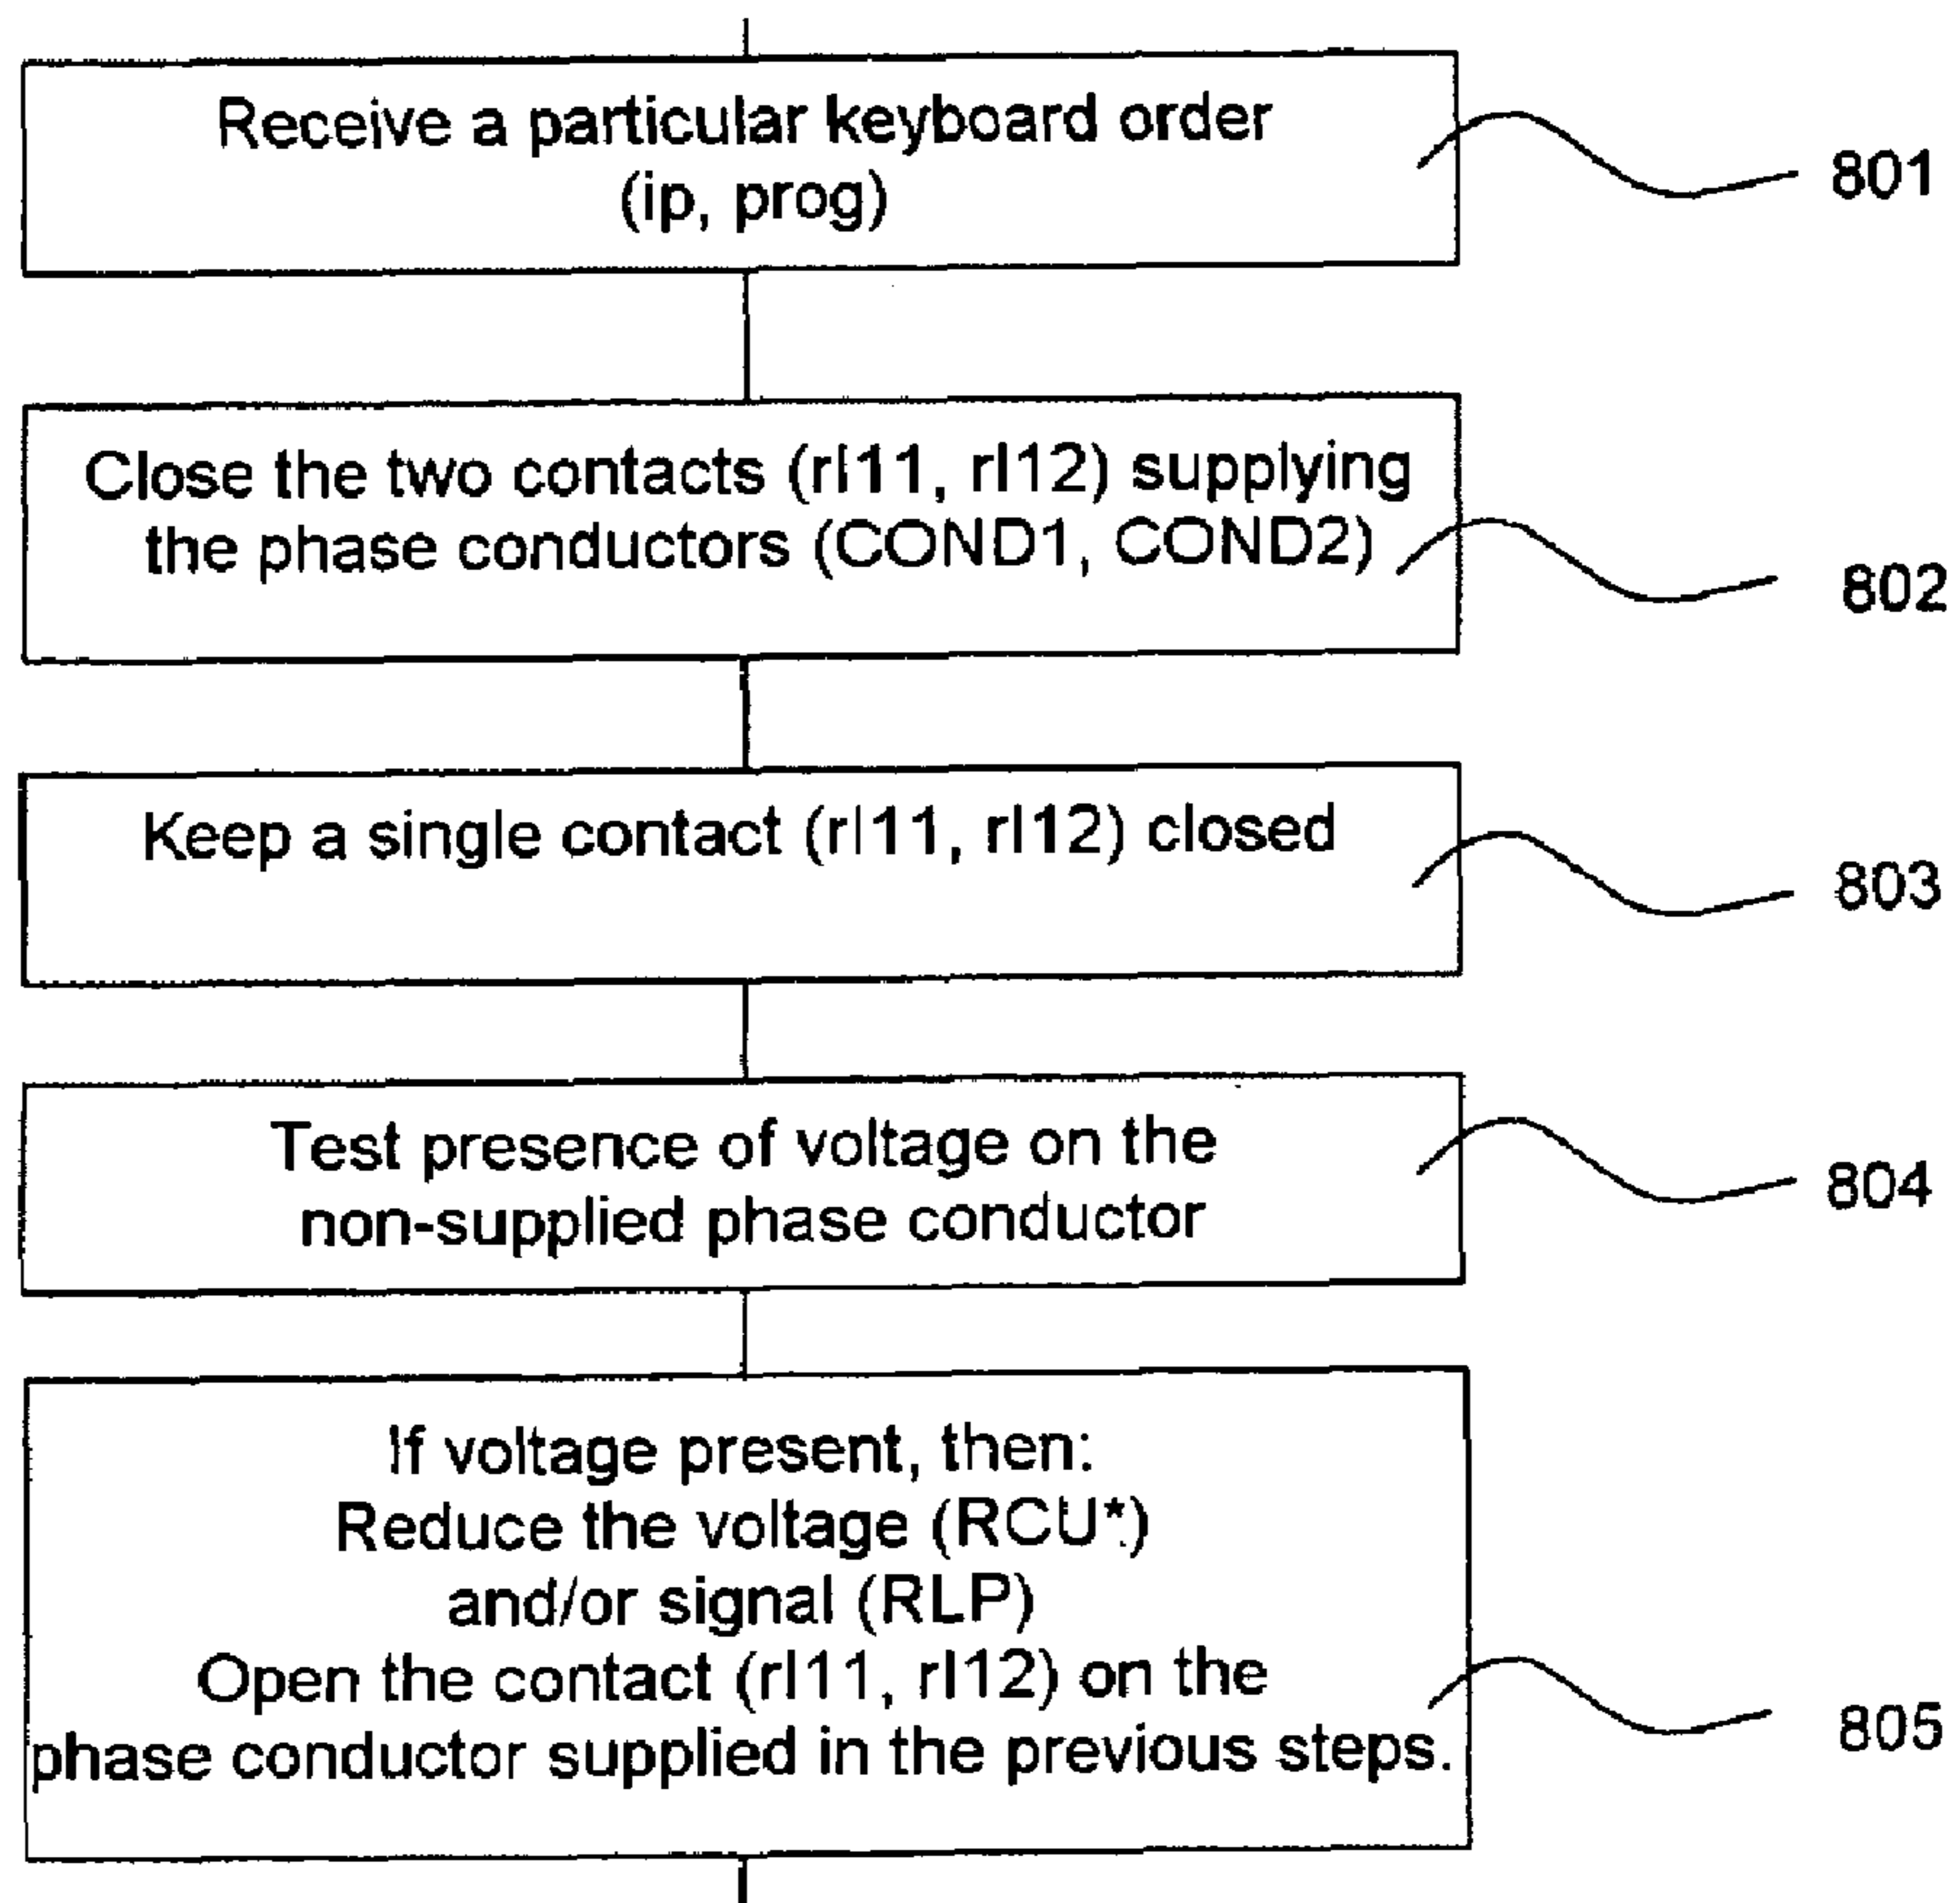 Receive a particular keyboard order
(ip, prog)
801
Close the two contacts (rl11, rl12) supplying
the phase conductors (COND1, COND2)
802
Keep a single contact (rl11, rl12) closed
803
Test presence of voltage on the
non-supplied phase conductor
804
If voltage present, then:
Reduce the voltage (RCU*)
and/or signal (RLP)
Open the contact (rl11, rl12) on the
phase conductor supplied in the previous steps.
805